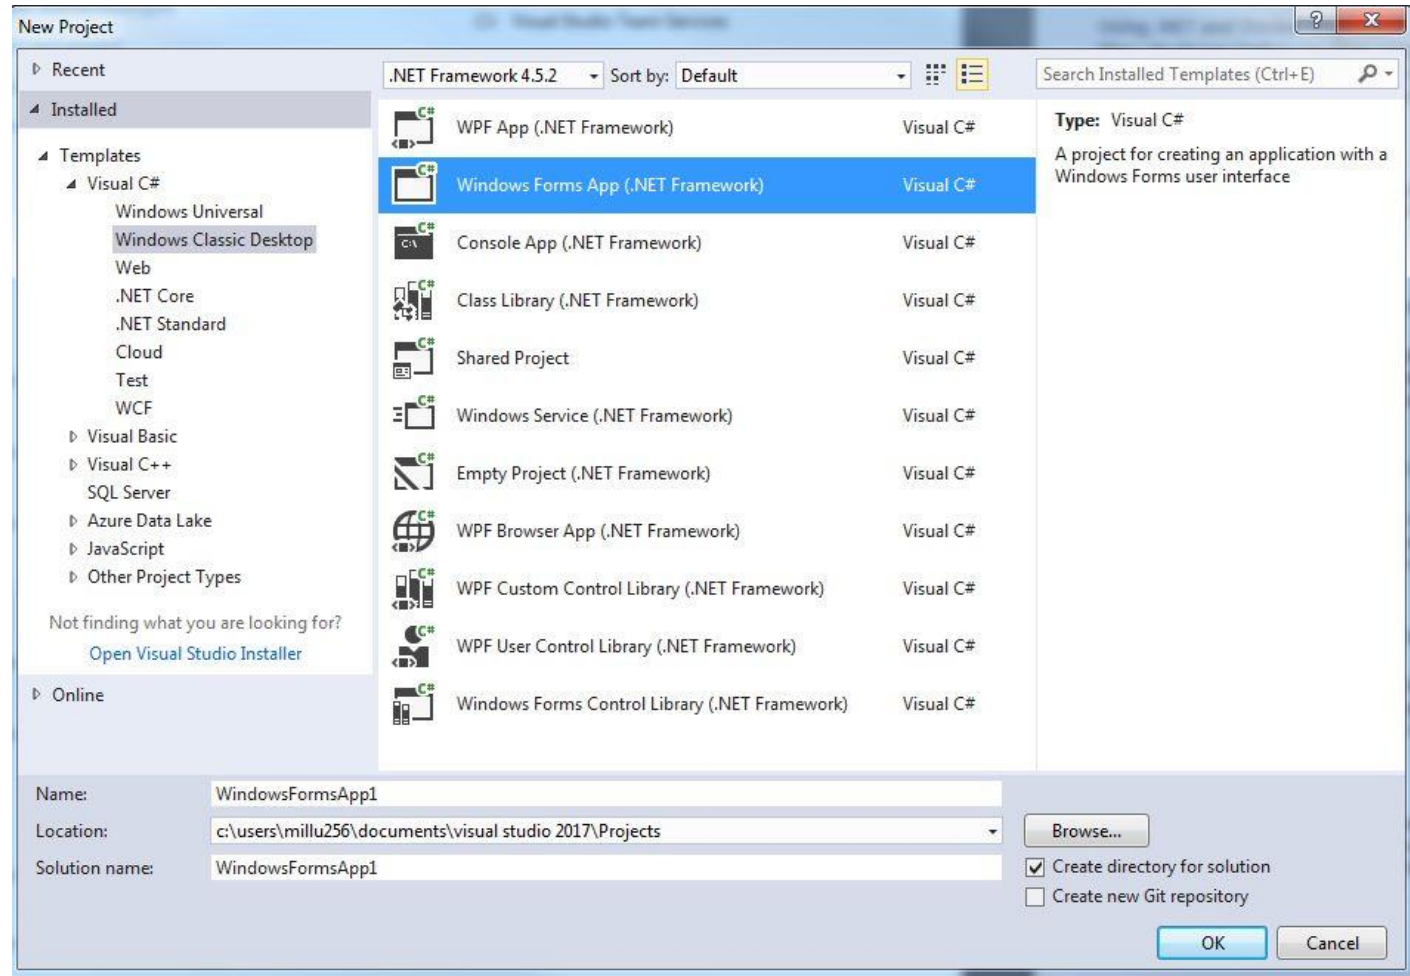 New Project
Recent
.NET Framework 4.5.2
Sort by:
Default
Search Installed Templates (Ctrl+E)
Installed
Templates
Visual C#
Windows Universal
Windows Classic Desktop
Web
.NET Core
.NET Standard
Cloud
Test
WCF
Visual Basic
Visual C++
SQL Server
Azure Data Lake
JavaScript
Other Project Types
Not finding what you are looking for?
Open Visual Studio Installer
Online
WPF App (.NET Framework) Visual C#
Windows Forms App (.NET Framework) Visual C#
Console App (.NET Framework) Visual C#
Class Library (.NET Framework) Visual C#
Shared Project Visual C#
Windows Service (.NET Framework) Visual C#
Empty Project (.NET Framework) Visual C#
WPF Browser App (.NET Framework) Visual C#
WPF Custom Control Library (.NET Framework) Visual C#
WPF User Control Library (.NET Framework) Visual C#
Windows Forms Control Library (.NET Framework) Visual C#
Type: Visual C#
A project for creating an application with a
Windows Forms user interface
Name: WindowsFormsApp1
Location: c:\users\millu256\documents\visual studio 2017\Projects
Browse...
Solution name: WindowsFormsApp1
Create directory for solution
Create new Git repository
OK
Cancel